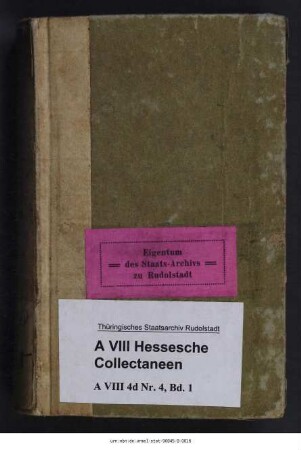 Eigentum
des Staats-Archivs
zu Rudolstadt
Thüringisches Staatsarchiv Rudolstadt
A VIII Hessesche
Collectaneen
A VIII 4d Nr. 4, Bd. 1